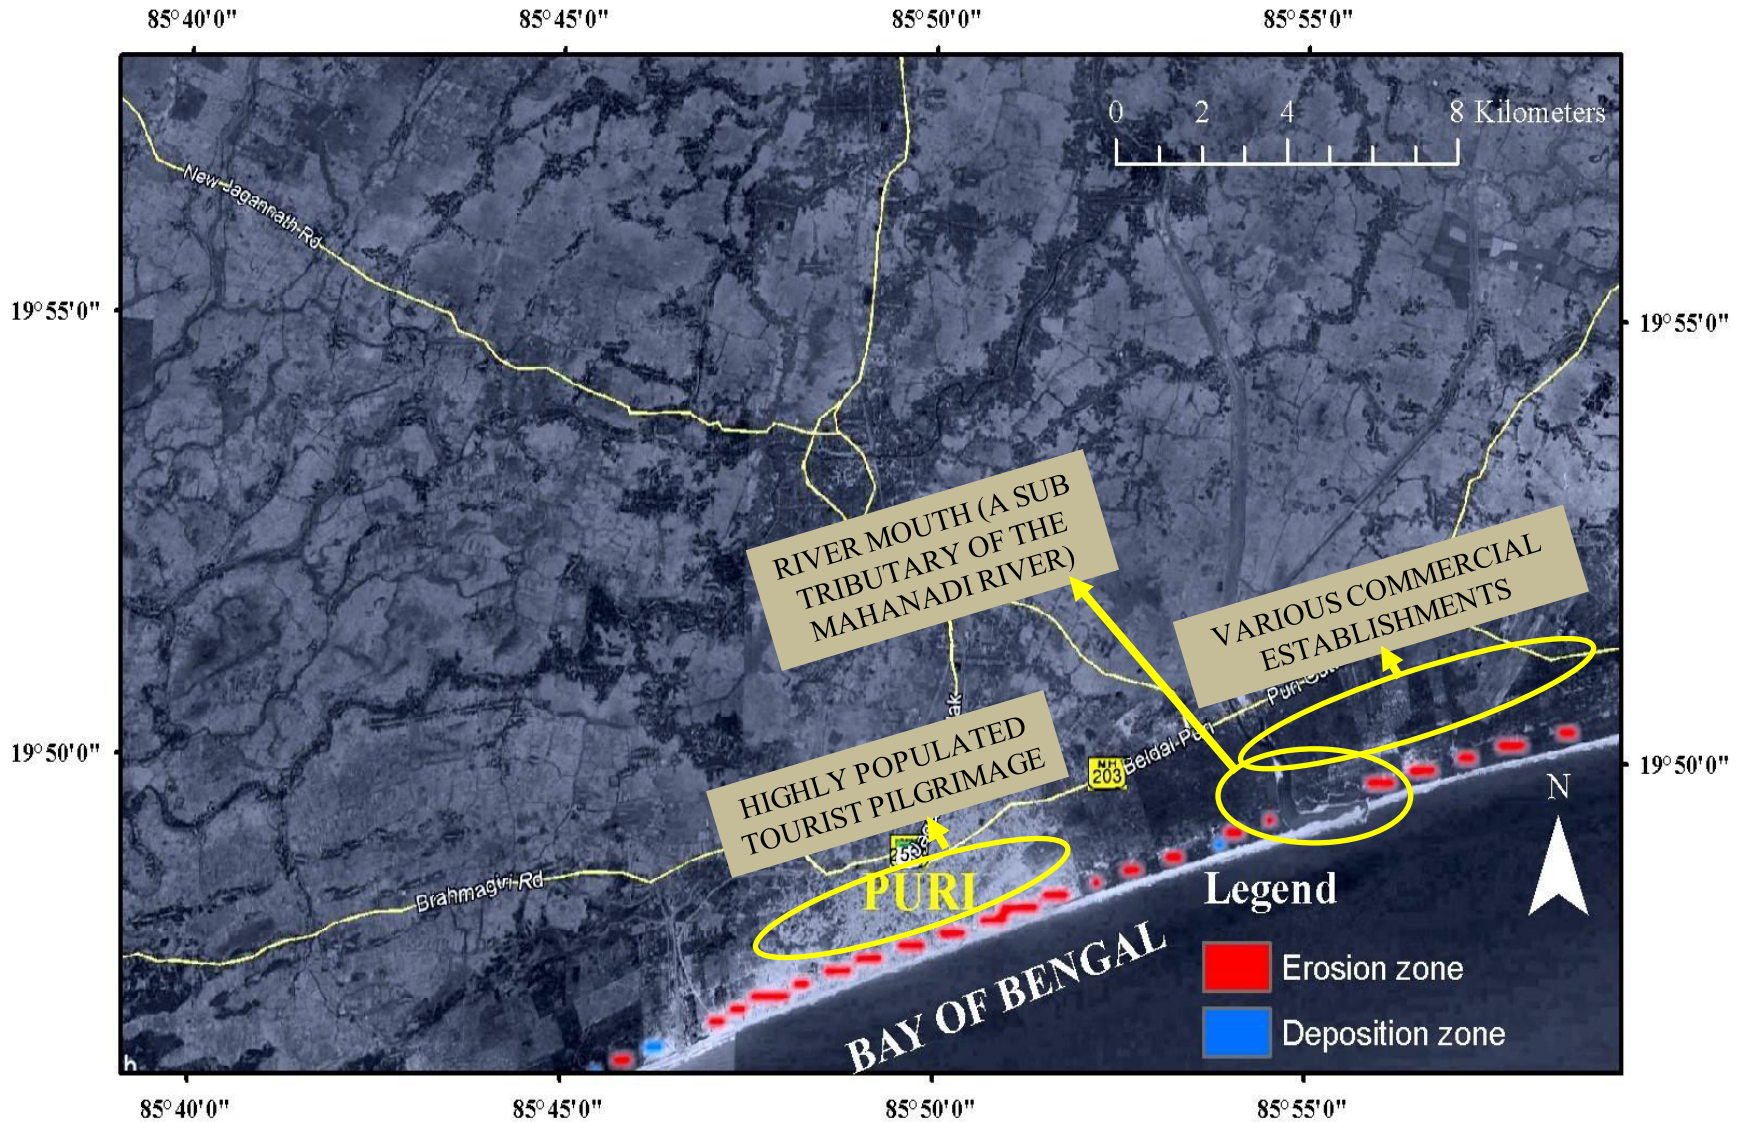 85°40'0" 85°45'0" 85°50'0" 85°55'0"
0 2 4 8 Kilometers
New Jagannath Rd
19°55'0" 19°55'0"
RIVER MOUTH (A SUB
TRIBUTARY OF THE
MAHANADI RIVER)
VARIOUS COMMERCIAL
ESTABLISHMENTS
HIGHLY POPULATED
TOURIST PILGRIMAGE
19°50'0" 19°50'0"
NH
203
Beldal-Puri
N
PURI
Brahmagiri Rd
BAY OF BENGAL
Legend
Erosion zone
Deposition zone
85°40'0" 85°45'0" 85°50'0" 85°55'0"